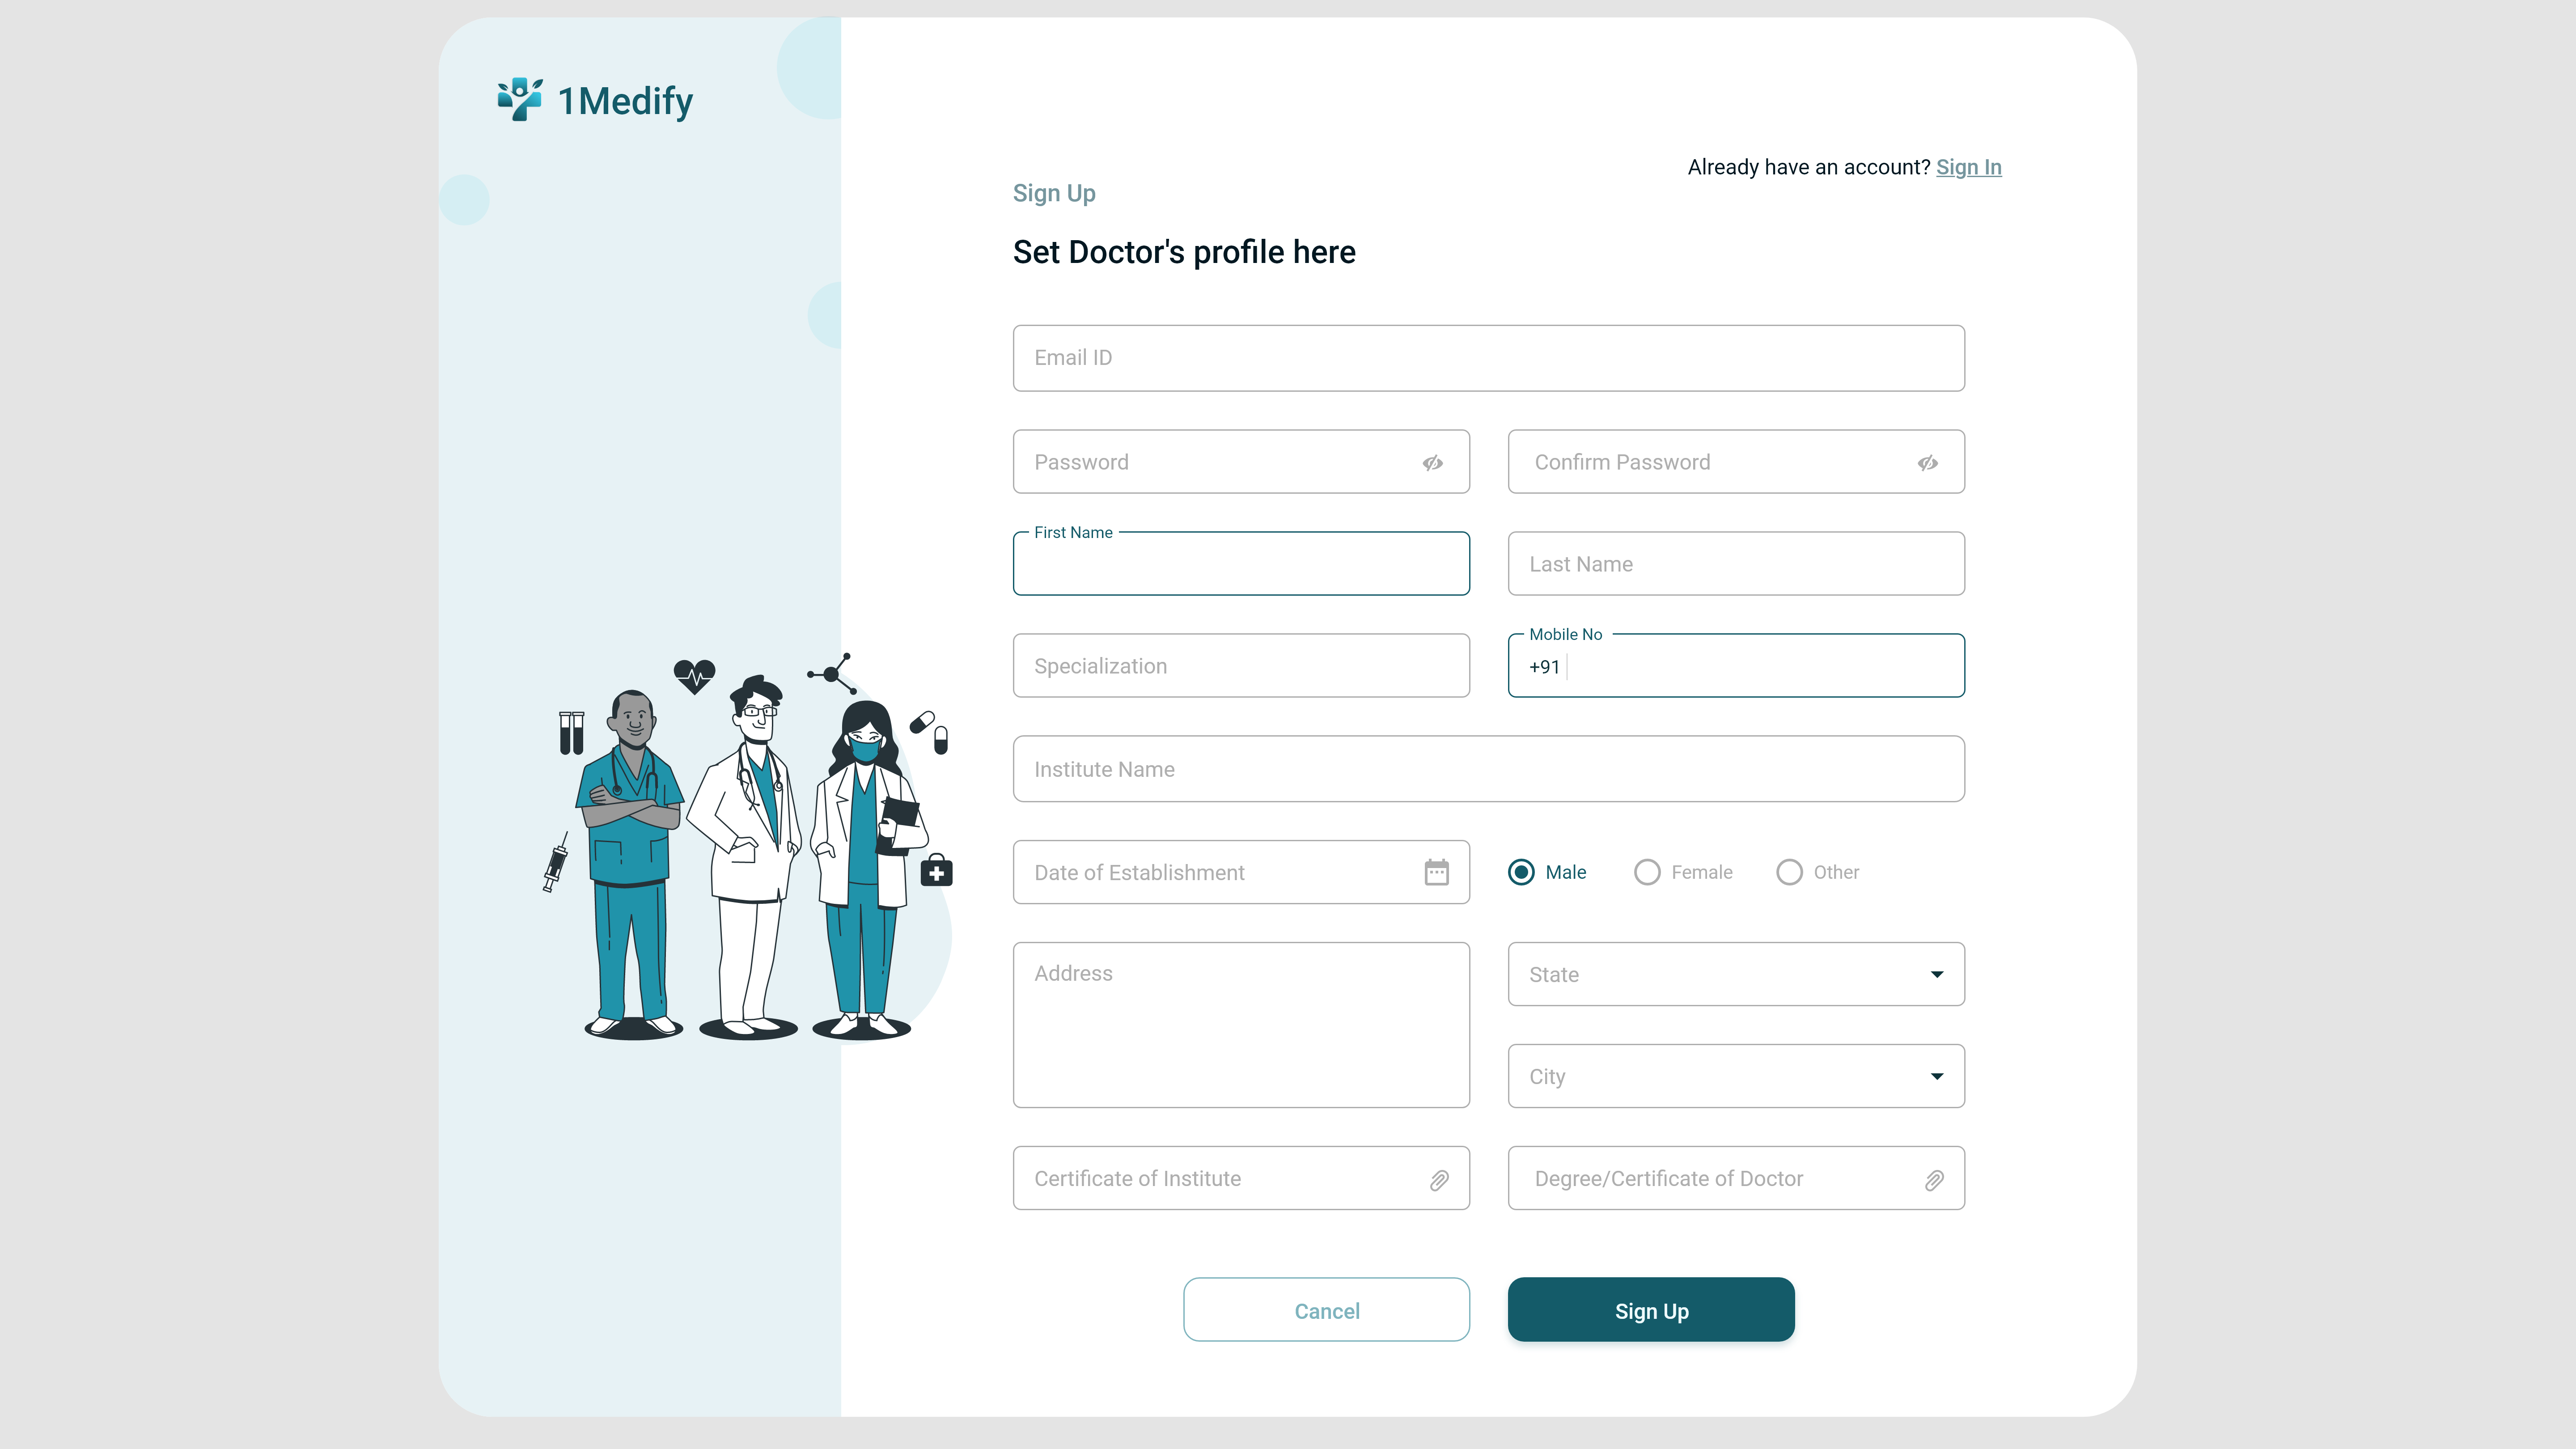 1Medify
Already have an account? Sign In
Sign Up
Set Doctor's profile here
Email ID
Password
Confirm Password
First Name
Last Name
Specialization
Mobile No
+91
Institute Name
Date of Establishment
Male
Female
Other
Address
State
City
Certificate of Institute
Degree/Certificate of Doctor
Cancel
Sign Up